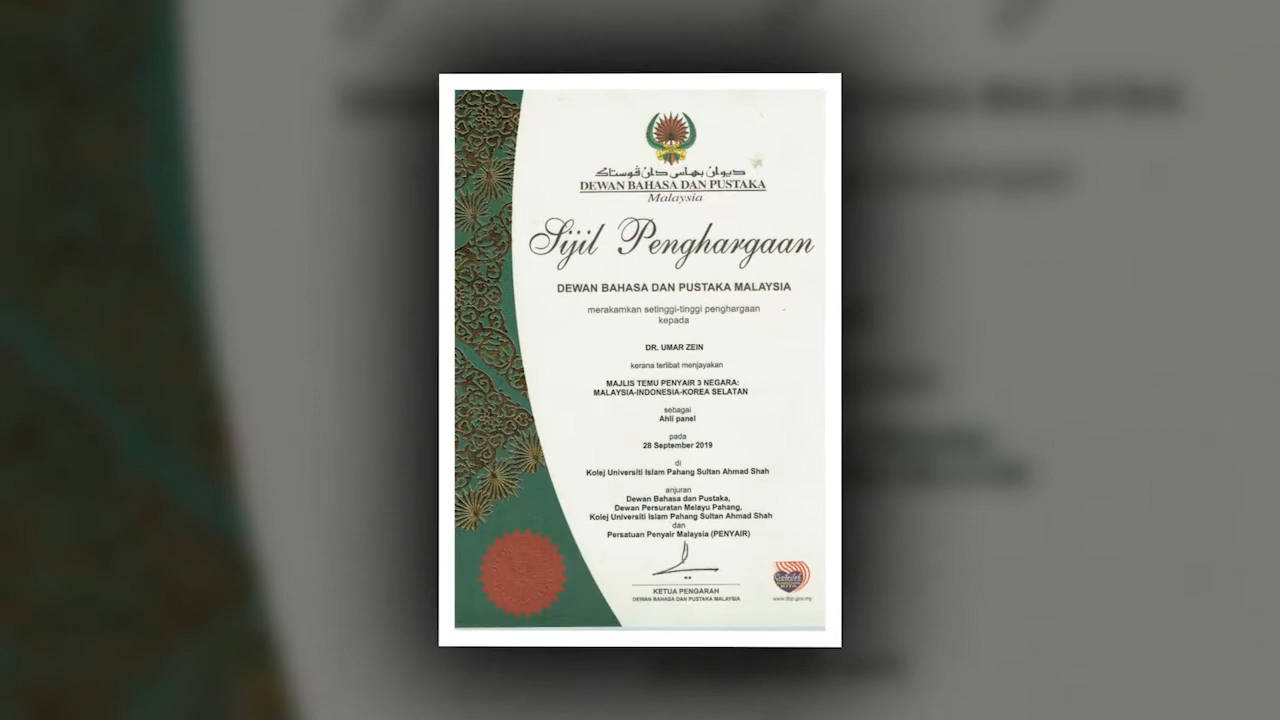 ديوان بهاس دان ڤوستاک
DEWAN BAHASA DAN PUSTAKA
Malaysia
Sijil Penghargaan
DEWAN BAHASA DAN PUSTAKA MALAYSIA
merakamkan setinggi-tinggi penghargaan
kepada
DR. UMAR ZEIN
kerana terlibat menjayakan
MAJLIS TEMU PENYAIR 3 NEGARA:
MALAYSIA-INDONESIA-KOREA SELATAN
sebagai
Ahli panel
pada
28 September 2019
di
Kolej Universiti Islam Pahang Sultan Ahmad Shah
anjuran
Dewan Bahasa dan Pustaka,
Dewan Persuratan Melayu Pahang,
Kolej Universiti Islam Pahang Sultan Ahmad Shah
dan
Persatuan Penyair Malaysia (PENYAIR)
KETUA PENGARAH
DEWAN BAHASA DAN PUSTAKA MALAYSIA
www.dbp.gov.my